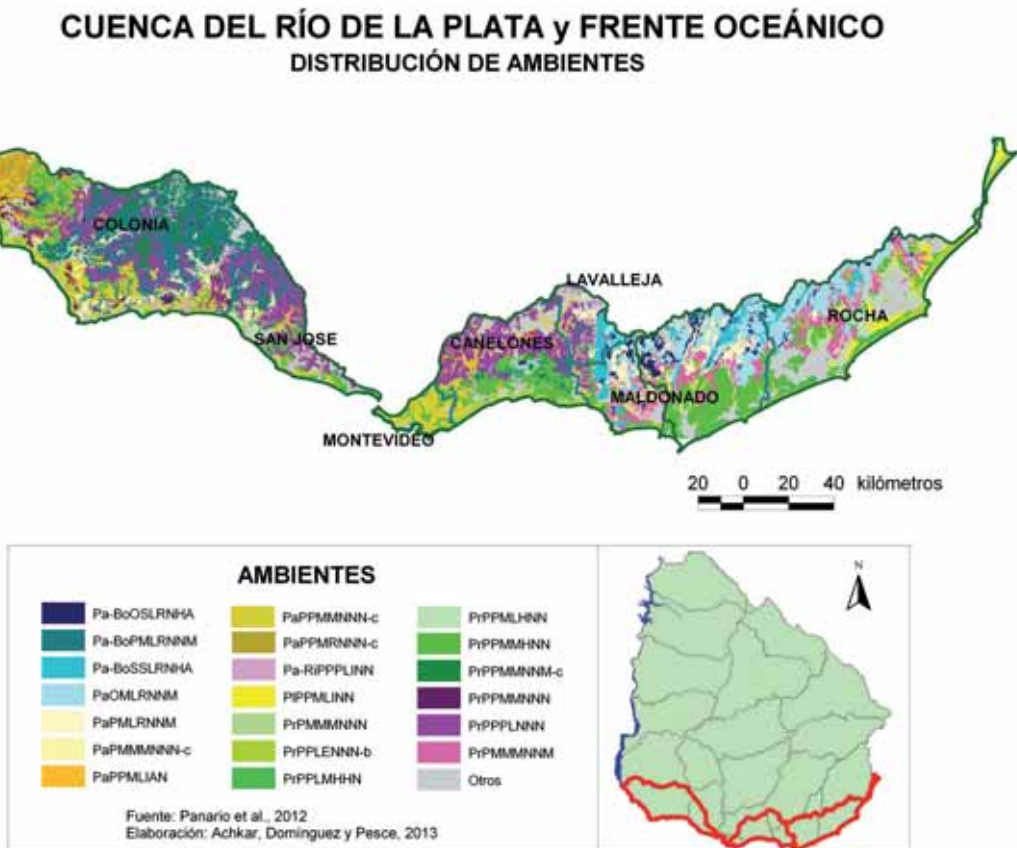 CUENCA DEL RÍO DE LA PLATA y FRENTE OCEÁNICO
DISTRIBUCIÓN DE AMBIENTES
COLONIA
LAVALLEJA
ROCHA
SAN JOSE
CANELONES
MALDONADO
MONTEVIDEO
20 0 20 40 kilómetros
AMBIENTES
Pa-BoOSLRNHA
Pa-BoPMLRNNM
Pa-BoSSLRNHA
PaOMLRNNM
PaPMLRNNM
PaPMMMNNN-c
PaPPMLIAN
PaPPMMNNN-c
PaPPMRNNN-c
Pa-RiPPPLINN
PIPPMLINN
PrPMMMNNN
PrPPLENNN-b
PrPPLMHHN
PrPPMLHNN
PrPPMMHNN
PrPPMMNNM-c
PrPPMMNNN
PrPPPLNNN
PrPMMMNNM
Otros
N
Fuente: Panario et al., 2012
Elaboración: Achkar, Domínguez y Pesce, 2013